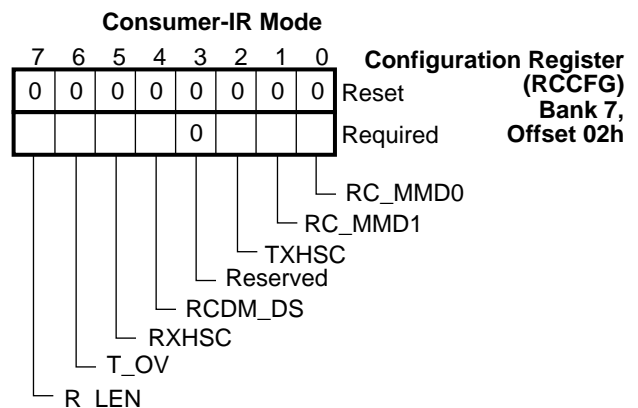 Consumer-IR Mode
7 6 5 4 3 2 1 0
Configuration Register
(RCCFG)
Bank 7,
Offset 02h
0 0 0 0 0 0 0 0 Reset
0 Required
RC_MMD0
RC_MMD1
TXHSC
Reserved
RCDM_DS
RXHSC
T_OV
R_LEN